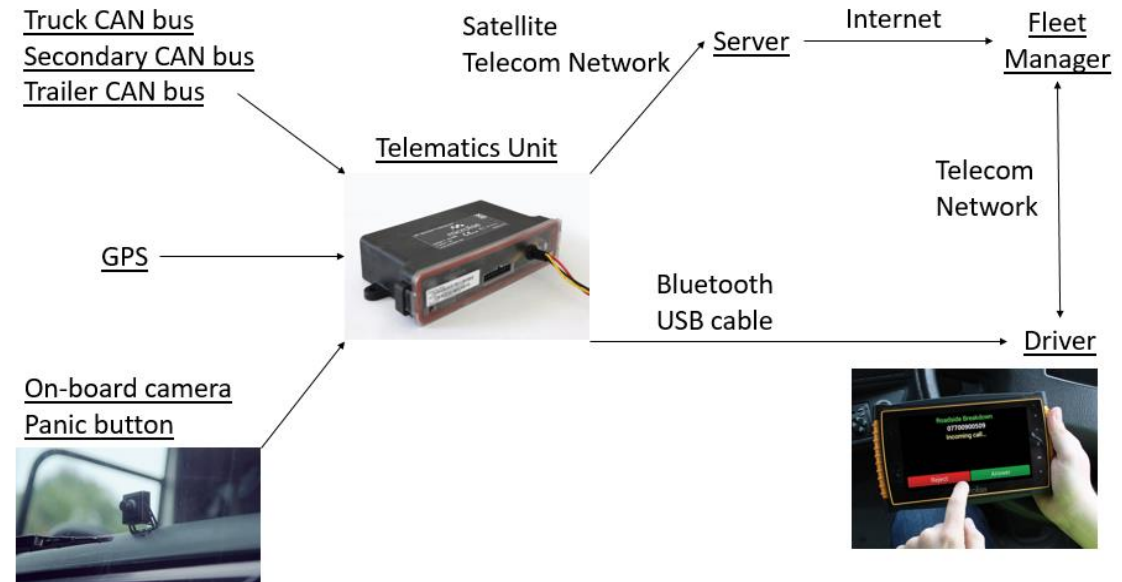 Truck CAN bus
Secondary CAN bus
Trailer CAN bus
Satellite
Telecom Network
Server
Internet
Fleet
Manager
Telematics Unit
Telecom
Network
GPS
Bluetooth
USB cable
Driver
On-board camera
Panic button
Roadside Breakdown
07700900509
Incoming call...
Reject
Answer